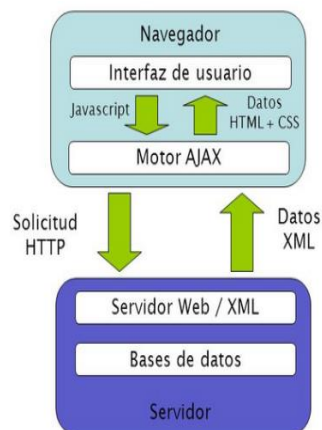 Navegador
Interfaz de usuario
Javascript
Datos
HTML + CSS
Motor AJAX
Solicitud
HTTP
Datos
XML
Servidor Web / XML
Bases de datos
Servidor